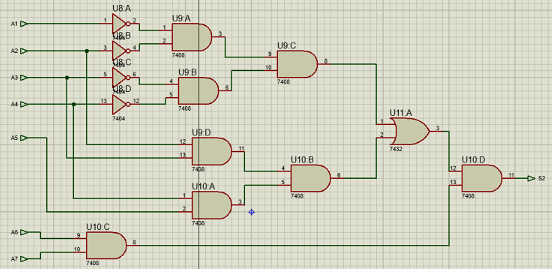 U8:A
A1 1 2 1 U9:A
7404 3
U8:B 2 7408
A2 3 4 9 U9:C
7404 8
U8:C 10 7408
A3 5 6 4 U9:B
7404 6
U8:D 5 7408
A4 13 12
7404
U11:A
1 3
2 7432
A5 12 U9:D
11
13 7408
4 U10:B
6
5 7408
12 U10:D
11 S2
13 7408
1 U10:A
3
2 7408
A6 9 U10:C
8
A7 10 7408